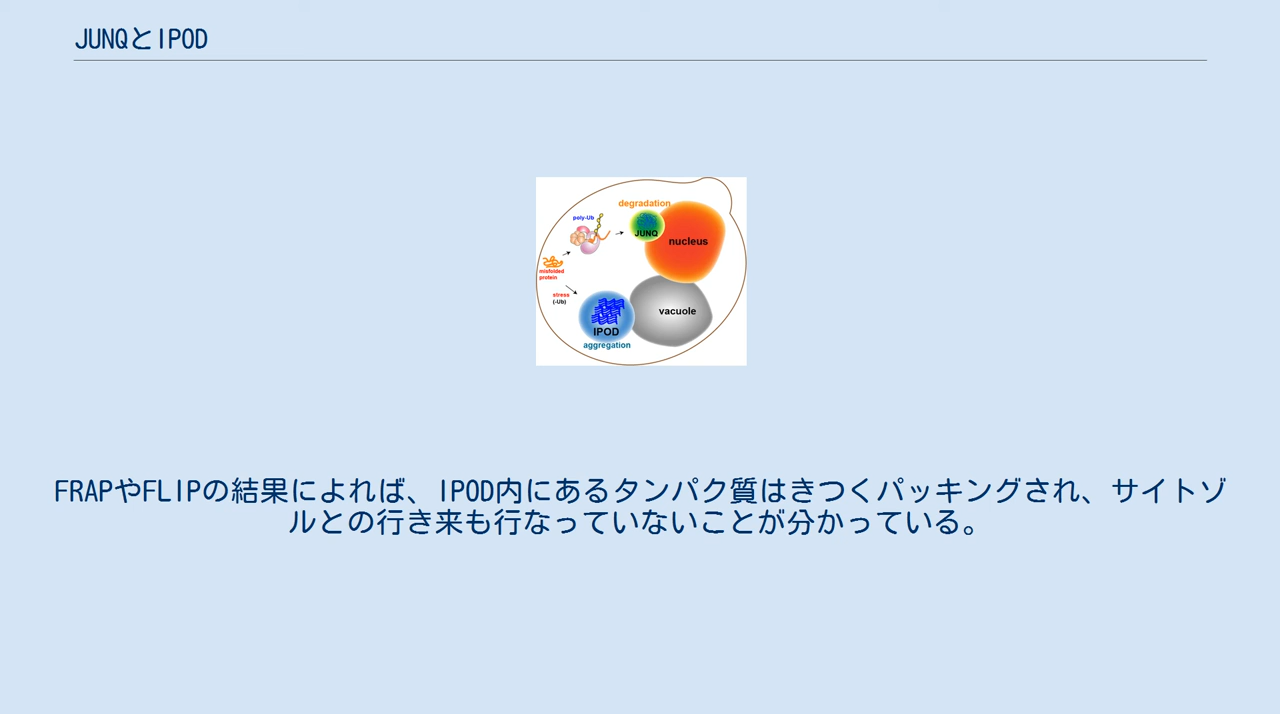 JUNQとIPOD
degradation
poly-Ub
JUNQ
nucleus
misfolded
protein
stress
(-Ub)
vacuole
IPOD
aggregation
FRAPやFLIPの結果によれば、IPOD内にあるタンパク質はきつくパッキングされ、サイトゾ
ルとの行き来も行なっていないことが分かっている。